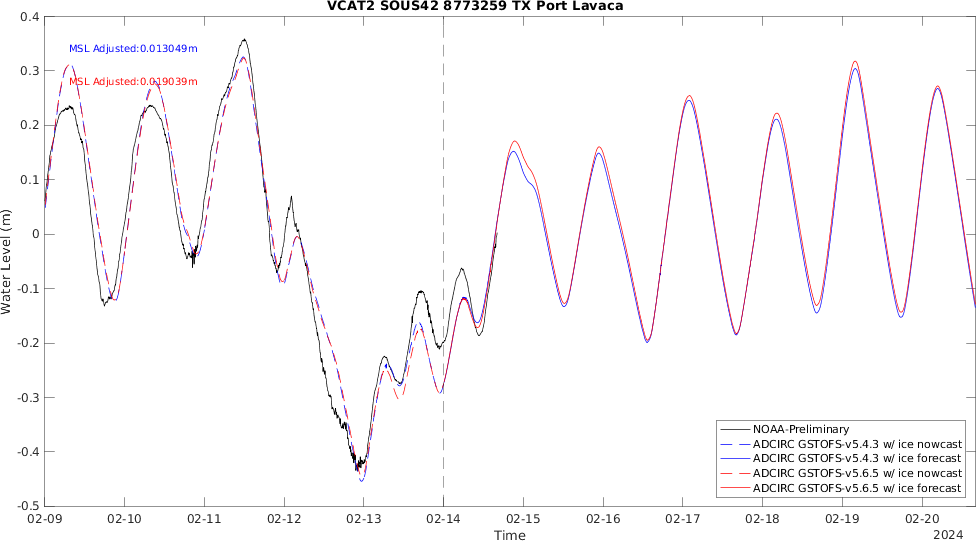 VCAT2 SOUS42 8773259 TX Port Lavaca
0.4
0.3
0.2
0.1
0
-0.1
-0.2
-0.3
-0.4
-0.5
Water Level (m)
MSL Adjusted:0.013049m
MSL Adjusted:0.019039m
NOAA-Preliminary
ADCIRC GSTOFS-v5.4.3 w/ ice nowcast
ADCIRC GSTOFS-v5.4.3 w/ ice forecast
ADCIRC GSTOFS-v5.6.5 w/ ice nowcast
ADCIRC GSTOFS-v5.6.5 w/ ice forecast
02-09 02-10 02-11 02-12 02-13 02-14 02-15 02-16 02-17 02-18 02-19 02-20
Time
2024